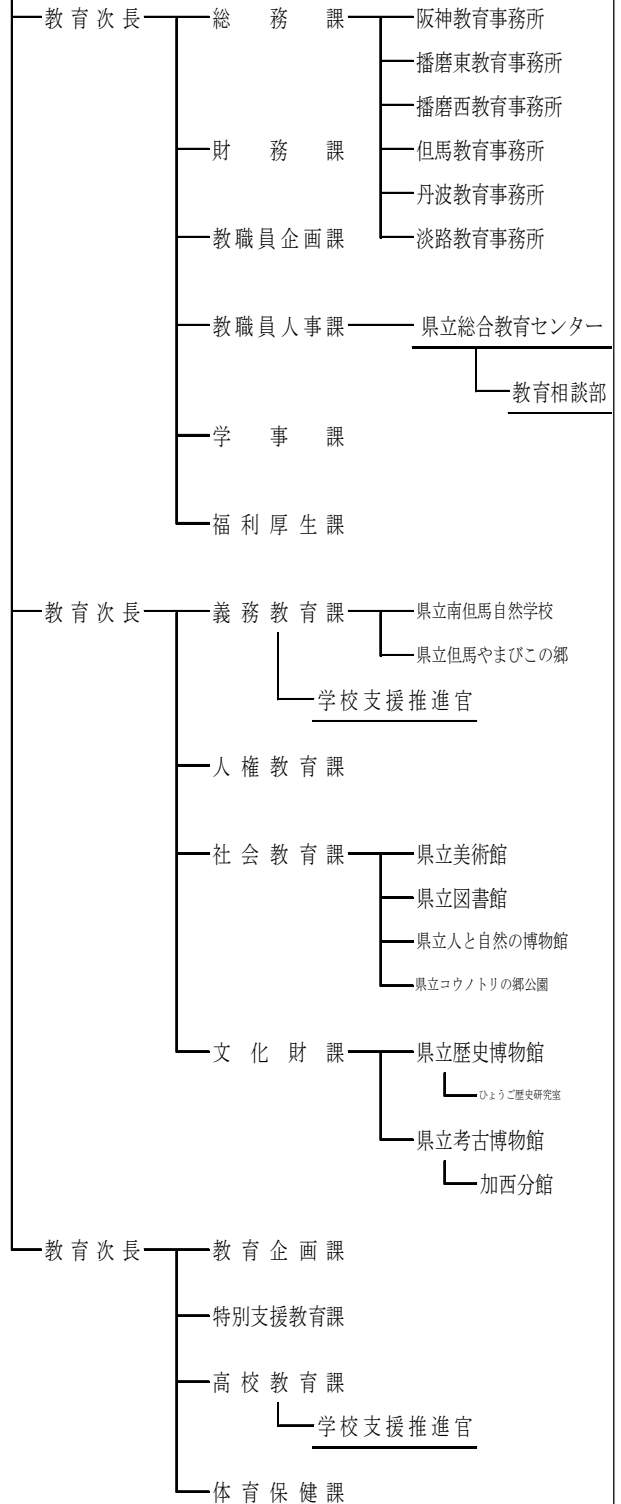 教育次長 総務課 阪神教育事務所
播磨東教育事務所
播磨西教育事務所
財務課 但馬教育事務所
丹波教育事務所
教職員企画課 淡路教育事務所
教職員人事課 県立総合教育センター
教育相談部
学事課
福利厚生課
教育次長 義務教育課 県立南但馬自然学校
県立但馬やまびこの郷
学校支援推進官
人権教育課
社会教育課 県立美術館
県立図書館
県立人と自然の博物館
県立コウノトリの郷公園
文化財課 県立歴史博物館
ひょうご歴史研究室
県立考古博物館
加西分館
教育次長 教育企画課
特別支援教育課
高校教育課
学校支援推進官
体育保健課